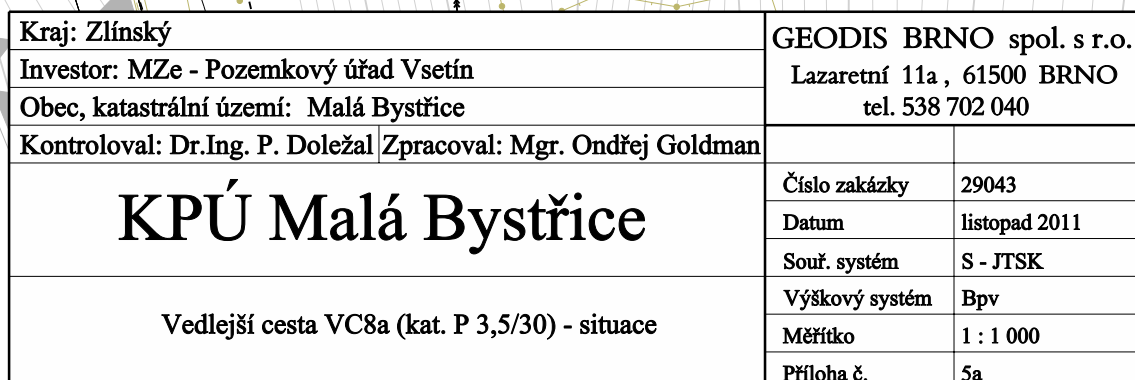 Kraj: Zlínský
Investor: MZe - Pozemkový úřad Vsetín
Obec, katastrální území: Malá Bystřice
Kontroloval: Dr.Ing. P. Doležal Zpracoval: Mgr. Ondřej Goldman
KPÚ Malá Bystřice
Vedlejší cesta VC8a (kat. P 3,5/30) - situace
GEODIS BRNO spol. s r.o.
Lazaretní 11a , 61500 BRNO
tel. 538 702 040
Číslo zakázky 29043
Datum listopad 2011
Souř. systém S - JTSK
Výškový systém Bpv
Měřítko 1 : 1 000
Příloha č. 5a